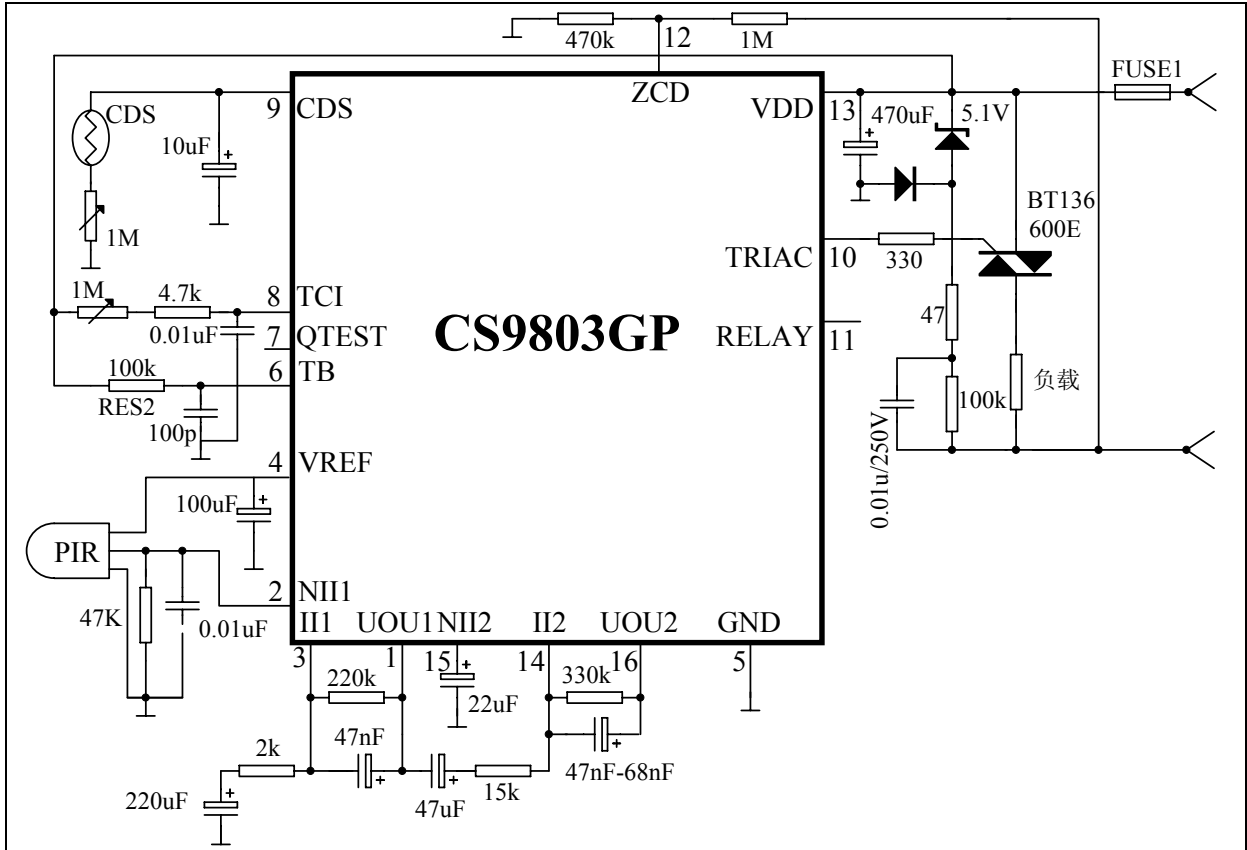 470k
12
1M
FUSE1
ZCD
9
CDS
CDS
VDD
13
470uF
5.1V
10uF
BT136
600E
1M
TRIAC
10
330
1M
4.7k
8
TCI
0.01uF
7
QTEST
CS9803GP
RELAY
11
47
100k
6
TB
负载
RES2
100k
100p
4
VREF
0.01u/250V
100uF
PIR
2
NII1
47K
0.01uF
II1
UOU1
NII2
II2
UOU2
GND
3
1
15
14
16
5
220k
22uF
330k
2k
47nF
47nF-68nF
220uF
47uF
15k